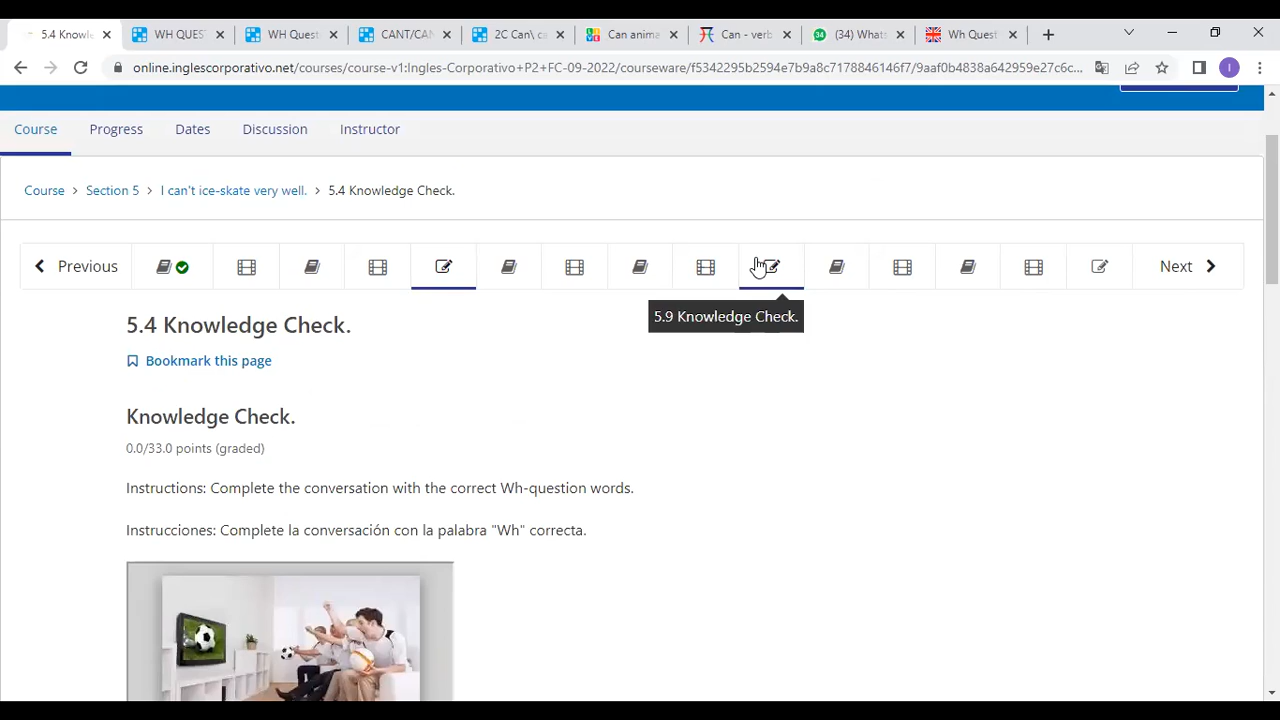 5.4 Knowle
WH QUEST
WH Quest
CANT/CAN
2C Can\ ca
Can anima
Can - verb
(34) Whats
Wh Quest
online.inglescorporativo.net/courses/course-v1:Ingles-Corporativo+P2+FC-09-2022/courseware/f5342295b2594e7b9a8c7178846146f7/9aaf0b4838a642959e27c6c...
I
Course
Progress
Dates
Discussion
Instructor
Course > Section 5 > I can't ice-skate very well. > 5.4 Knowledge Check.
Previous
Next
5.9 Knowledge Check.
5.4 Knowledge Check.
Bookmark this page
Knowledge Check.
0.0/33.0 points (graded)
Instructions: Complete the conversation with the correct Wh-question words.
Instrucciones: Complete la conversación con la palabra "Wh" correcta.